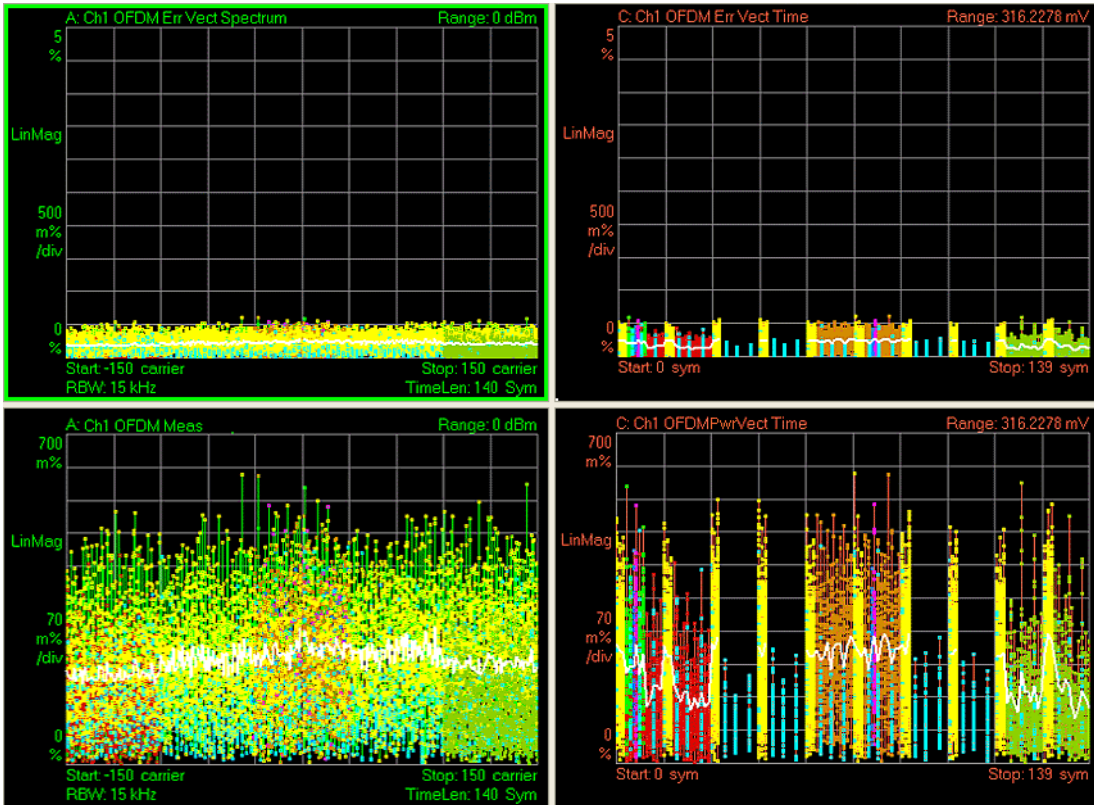 A: Ch1 OFDM Err Vect Spectrum
Range: 0 dBm
5
%
LinMag
500
m%
/div
0
%
Start: -150 carrier
Stop: 150 carrier
RBW: 15 kHz
TimeLen: 140 Sym
C: Ch1 OFDM Err Vect Time
Range: 316.2278 mV
5
%
LinMag
500
m%
/div
0
%
Start: 0 sym
Stop: 139 sym
A: Ch1 OFDM Meas
Range: 0 dBm
700
m%
LinMag
70
m%
/div
0
%
Start: -150 carrier
Stop: 150 carrier
RBW: 15 kHz
TimeLen: 140 Sym
C: Ch1 OFDMPwrVect Time
Range: 316.2278 mV
700
m%
LinMag
70
m%
/div
0
%
Start: 0 sym
Stop: 139 sym